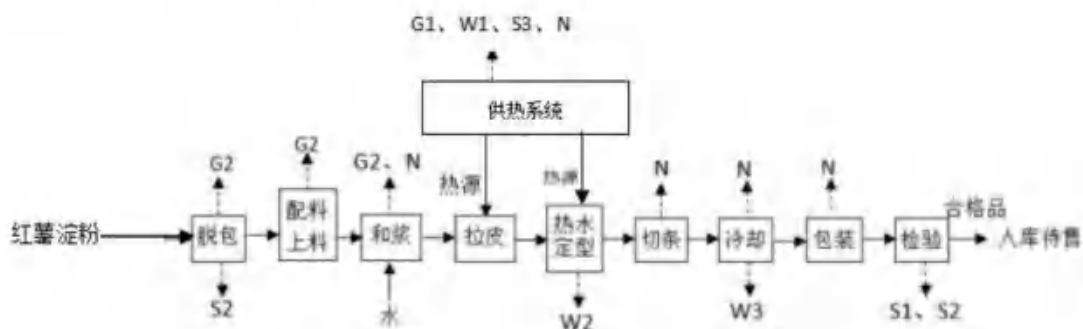 G1、W1、S3、N
供热系统
G2
G2
G2、N
热源
热源
N
N
N
红薯淀粉
脱包
配料
上料
和浆
拉皮
热水
定型
切条
冷却
包装
检验
合格品
入库待售
S2
水
W2
W3
S1、S2